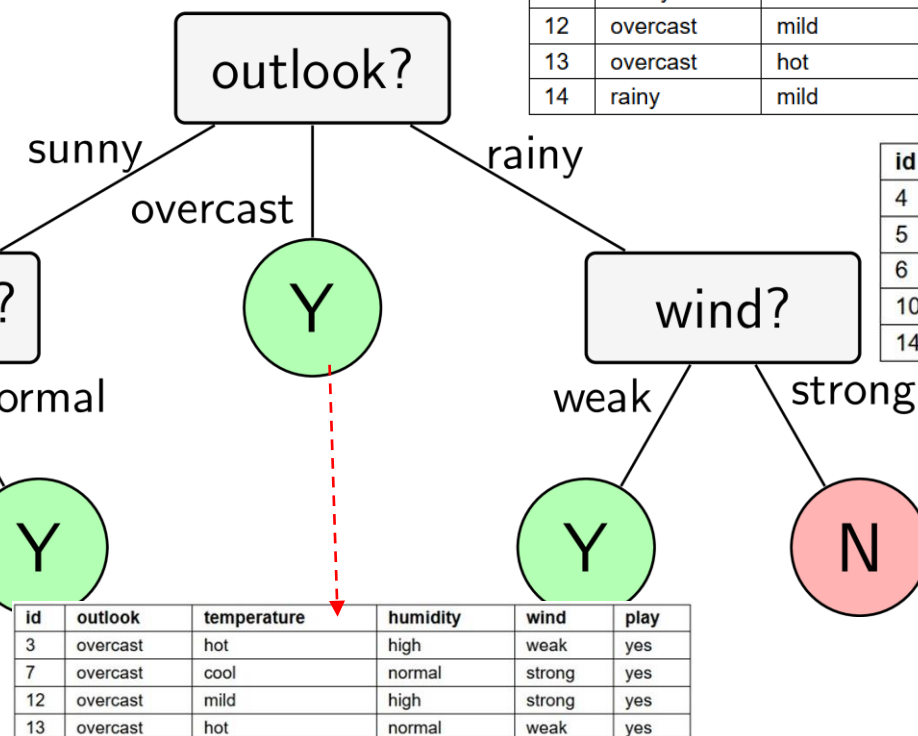 outlook?
12 overcast mild
13 overcast hot
14 rainy mild
sunny
overcast
rainy
id
4
5
6
10
14
?
Y
wind?
ormal
weak
strong
Y
Y
N
id outlook temperature humidity wind play
3 overcast hot high weak yes
7 overcast cool normal strong yes
12 overcast mild high strong yes
13 overcast hot normal weak yes